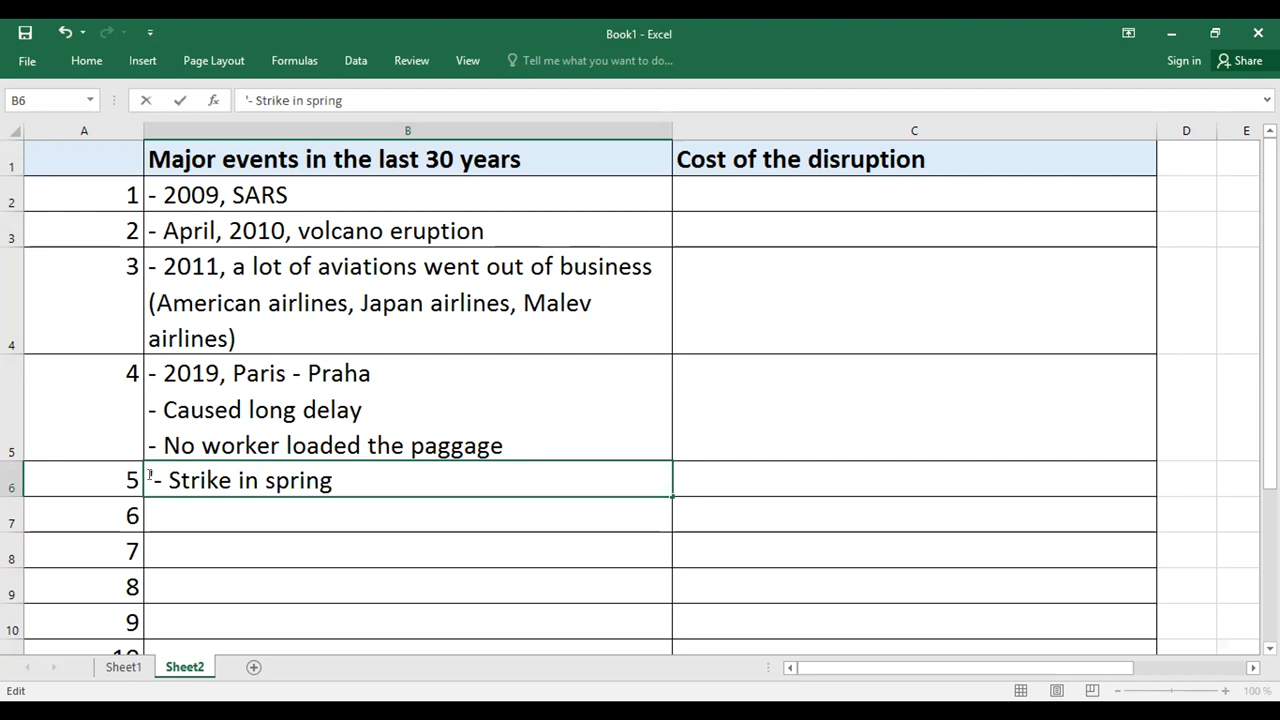 Book1 - Excel
File Home Insert Page Layout Formulas Data Review View Tell me what you want to do... Sign in Share
B6 fx '- Strike in spring
A B C D E
1 Major events in the last 30 years Cost of the disruption
2 1 - 2009, SARS
3 2 - April, 2010, volcano eruption
3 - 2011, a lot of aviations went out of business
(American airlines, Japan airlines, Malev
4 airlines)
4 - 2019, Paris - Praha
- Caused long delay
5 - No worker loaded the paggage
6 5 '- Strike in spring
7 6
8 7
9 8
10 9
10
Sheet1 Sheet2
Edit 100 %